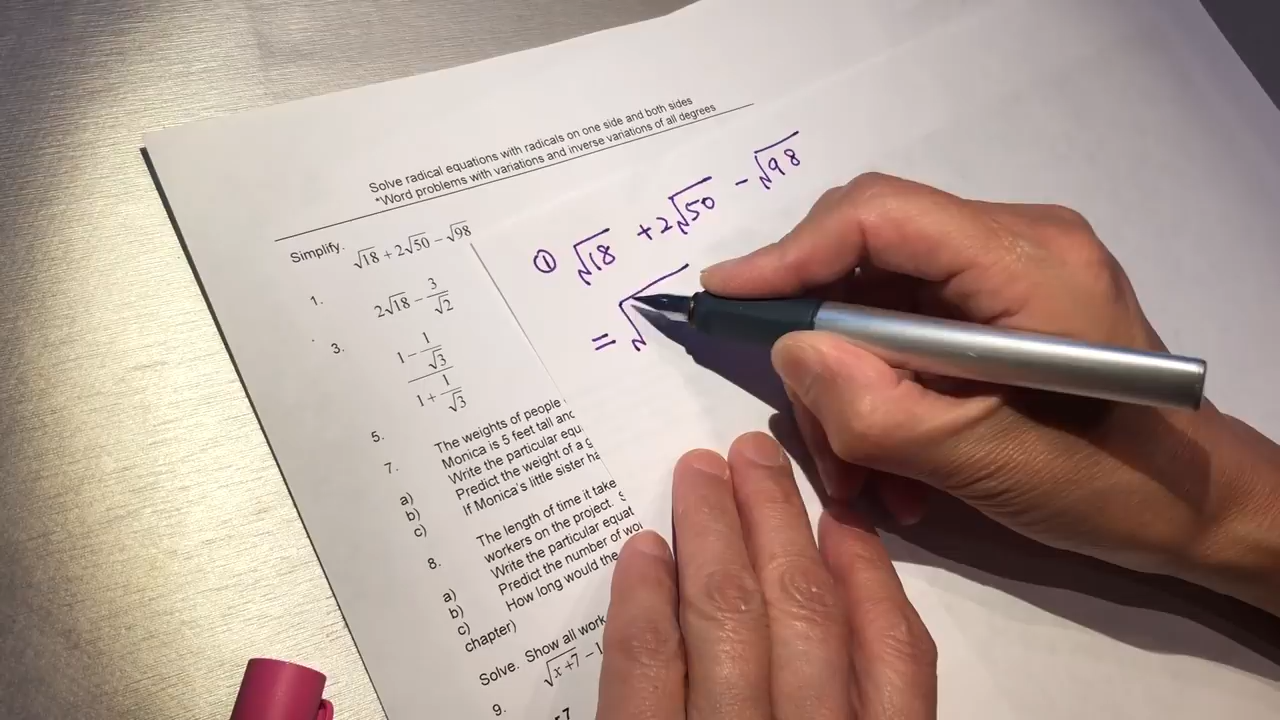 Solve radical equations with radicals on one side and both sides
*Word problems with variations and inverse variations of all degrees
Simplify.
√18 + 2√50 − √98
1.
2√18 − 3/√2
3.
(1 − 1/√3)/(1 + 1/√3)
5.
7.
The weights of people
Monica is 5 feet tall and
Write the particular equ
a)
Predict the weight of a g
b)
If Monica's little sister ha
c)
8.
The length of time it take
workers on the project.
a)
Write the particular equat
b)
Predict the number of wor
c)
How long would the
chapter)
Solve. Show all work
√x+7 − 1
9.
① √18 + 2√50 − √98
= √